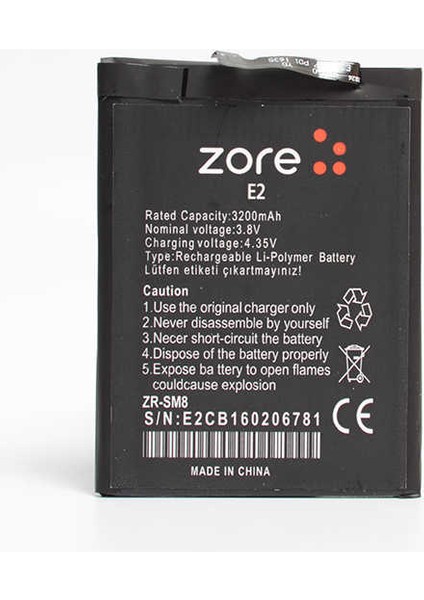 zore
E2
Rated Capacity:3200mAh
Nominal voltage:3.8V
Charging voltage:4.35V
Type:Rechargeable Li-Polymer Battery
Lütfen etiketi çıkartmayınız!
Caution
1.Use the original charger only
2.Never disassemble by yourself
3.Never short-circuit the battery
4.Dispose of the battery properly
5.Expose ba ttery to open flames
couldcause explosion
ZR-SM8
S/N:E2CB160206781
CE
MADE IN CHINA